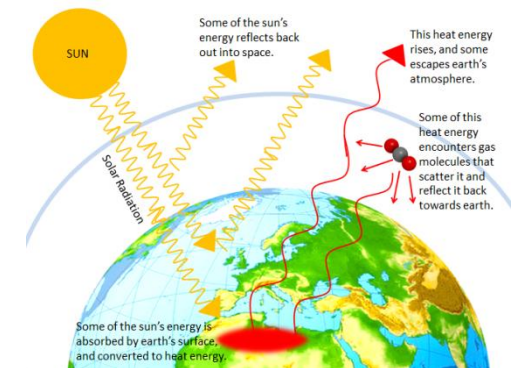 SUN
Some of the sun's
energy reflects back
out into space.
This heat energy
rises, and some
escapes earth's
atmosphere.
Some of this
heat energy
encounters gas
molecules that
scatter it and
reflect it back
towards earth.
Solar Radiation
Some of the sun's energy is
absorbed by earth's surface,
and converted to heat energy.